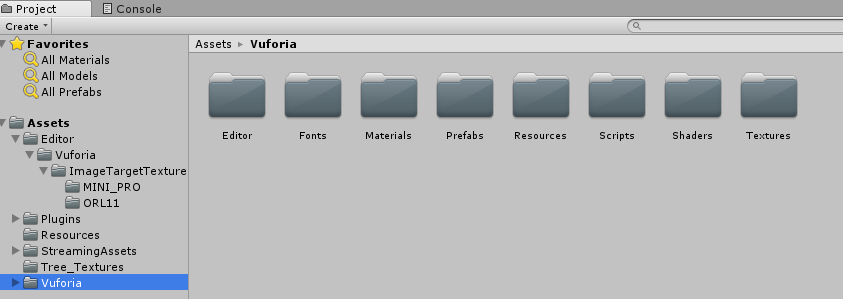 Project
Console
Create
Favorites
All Materials
All Models
All Prefabs
Assets
Editor
Vuforia
ImageTargetTexture
MINI_PRO
ORL11
Plugins
Resources
StreamingAssets
Tree_Textures
Vuforia
Assets ▸ Vuforia
Editor Fonts Materials Prefabs Resources Scripts Shaders Textures